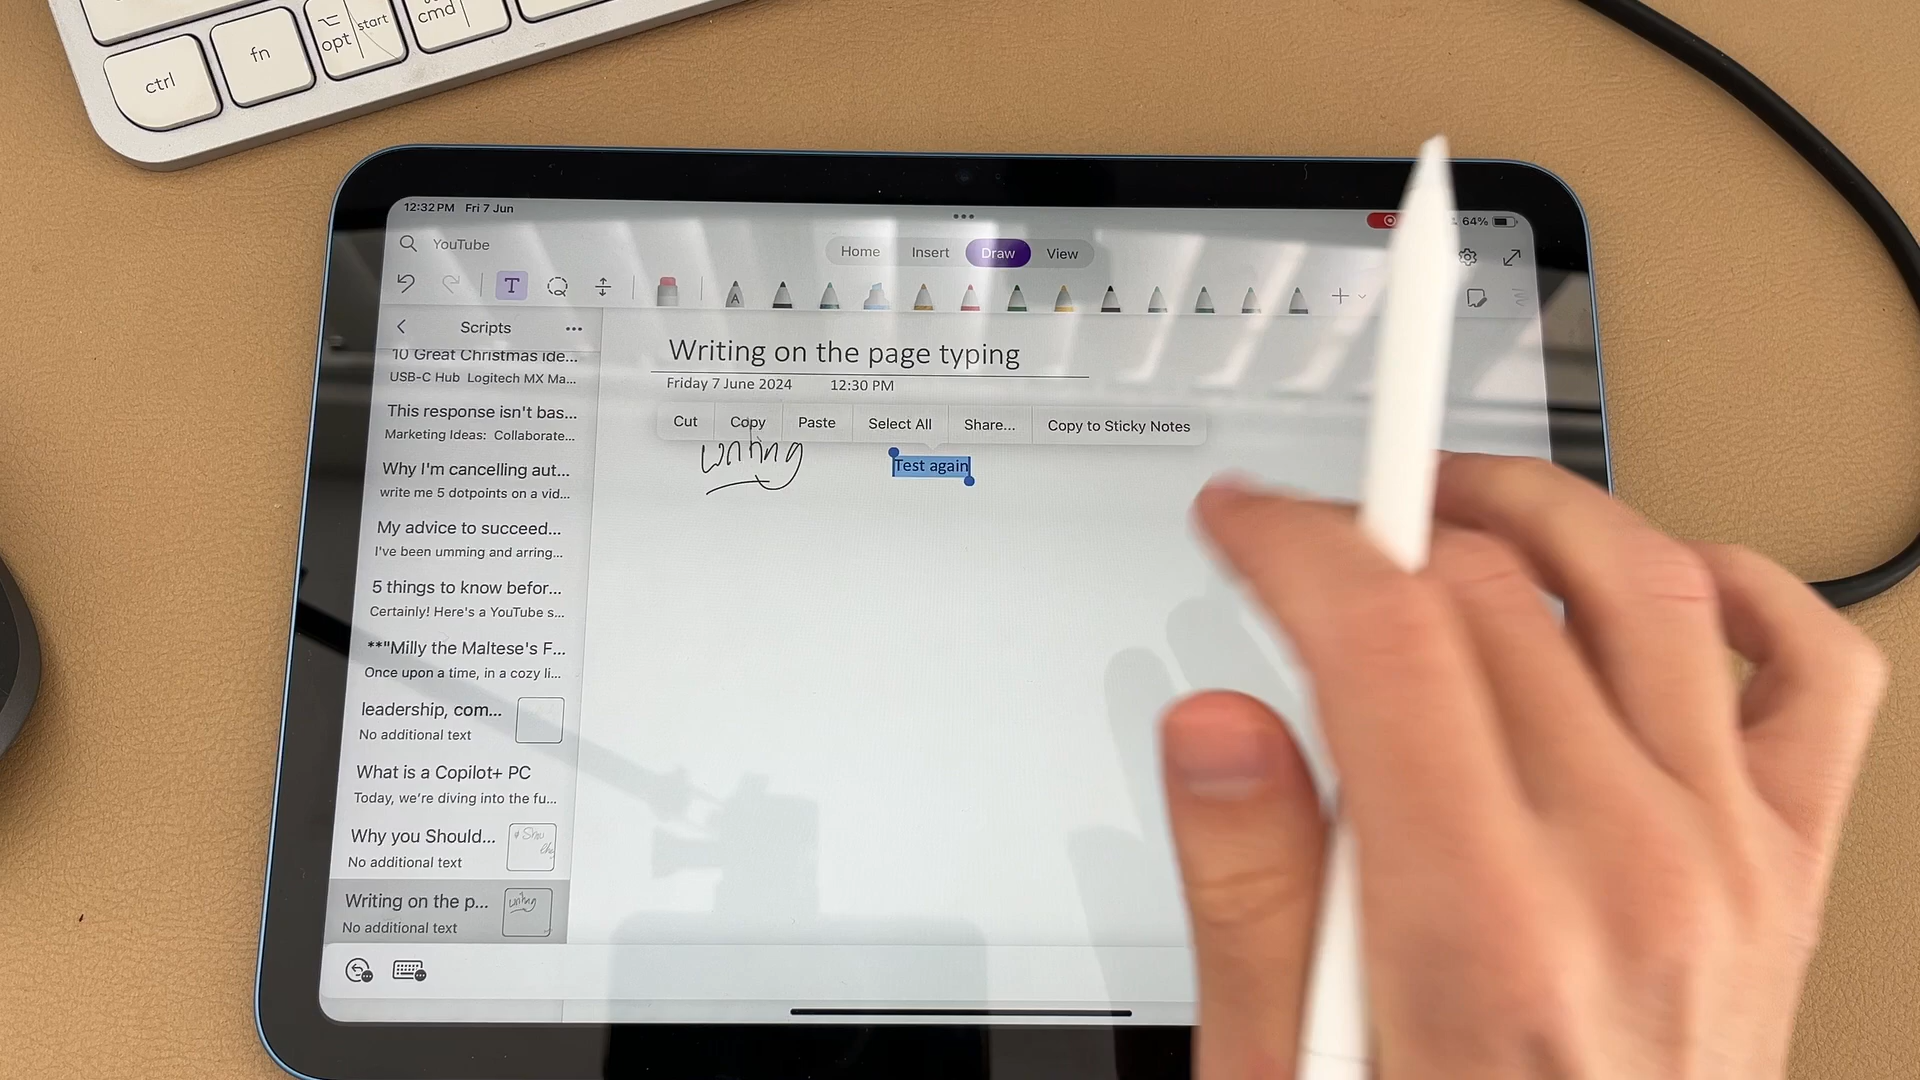 opt
start
cmd
fn
ctrl
12:32 PM Fri 7 Jun
64%
YouTube
Home Insert Draw View
T
A
Scripts
10 Great Christmas Ide...
USB-C Hub Logitech MX Ma...
This response isn't bas...
Marketing Ideas: Collaborate...
Why I'm cancelling aut...
write me 5 dotpoints on a vid...
My advice to succeed...
I've been umming and arring...
5 things to know befor...
Certainly! Here's a YouTube s...
**"Milly the Maltese's F...
Once upon a time, in a cozy li...
leadership, com...
No additional text
What is a Copilot+ PC
Today, we're diving into the fu...
Why you Should...
No additional text
Writing on the p...
No additional text
writing
Writing on the page typing
Friday 7 June 2024 12:30 PM
Cut Copy Paste Select All Share... Copy to Sticky Notes
writing
Test again